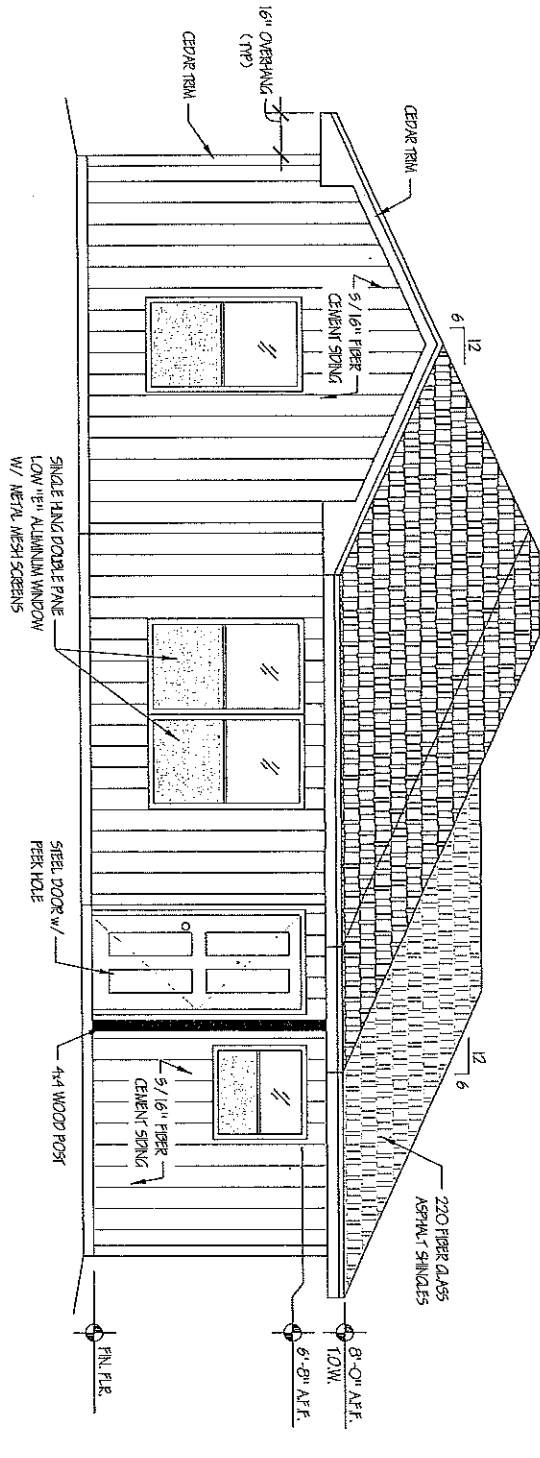 16" OVERHANG
(TYP)
CEDAR TRIM
CEDAR TRIM
5/16" FIBER
CEMENT SIDING
12
6
SINGLE HUNG DOUBLE PANE
LOW "E" ALUMINUM WINDOW
W/ METAL MESH SCREENS
STEEL DOOR w/
PEEK HOLE
4x4 WOOD POST
5/16" FIBER
CEMENT SIDING
12
6
220 FIBER GLASS
ASPHALT SHINGLES
8'-0" A.F.F.
T.O.W.
6'-8" A.F.F.
FIN. FLR.